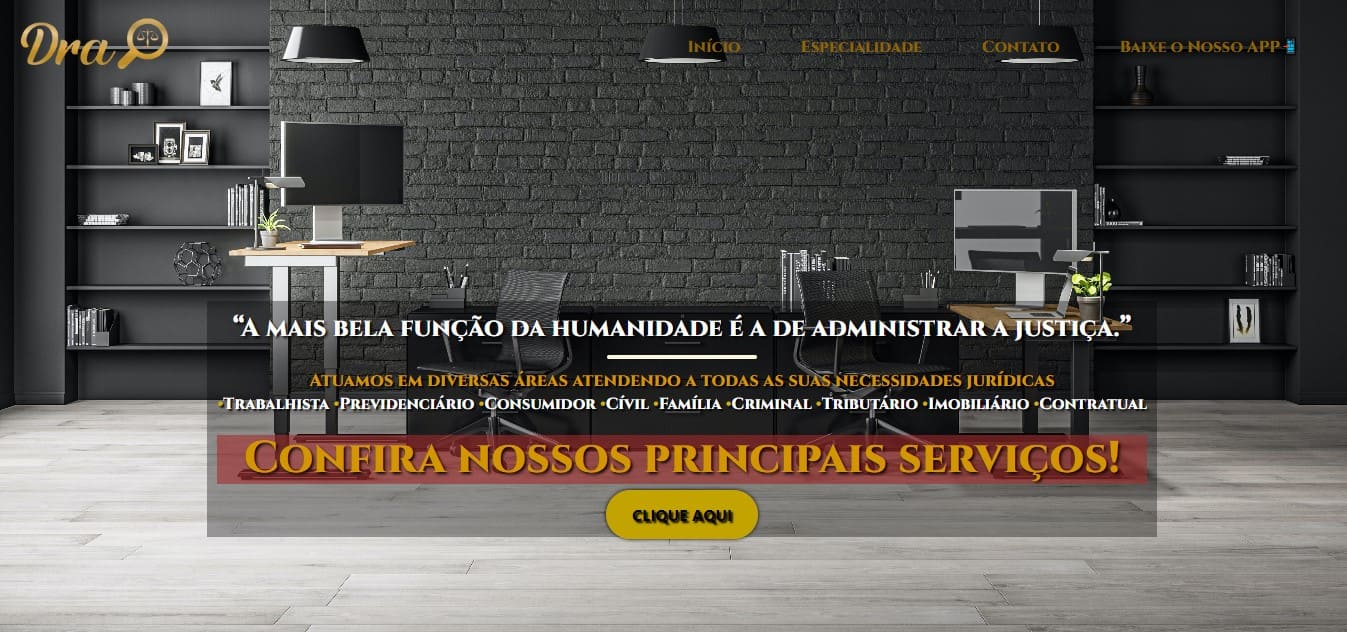 Dra
Início Especialidade Contato Baixe o Nosso APP
“A mais bela função da humanidade é a de administrar a justiça.”
Atuamos em diversas áreas atendendo a todas as suas necessidades jurídicas
•Trabalhista •Previdenciário •Consumidor •Cívil •Família •Criminal •Tributário •Imobiliário •Contratual
Confira nossos principais serviços!
CLIQUE AQUI